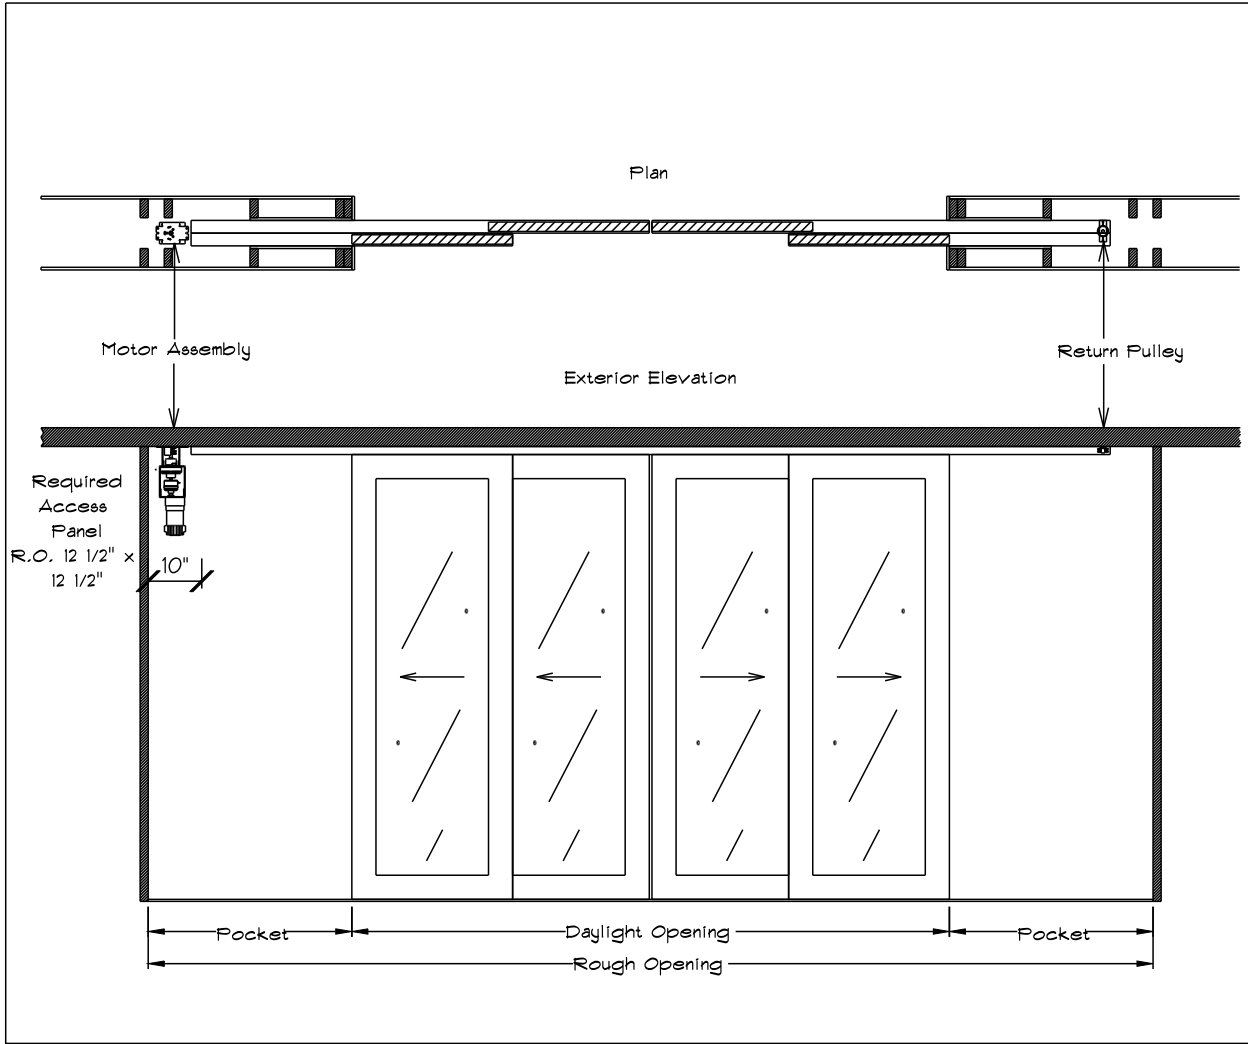 Plan
Motor Assembly
Return Pulley
Exterior Elevation
Required
Access
Panel
R.O. 12 1/2" x
12 1/2"
10"
Pocket
Daylight Opening
Pocket
Rough Opening